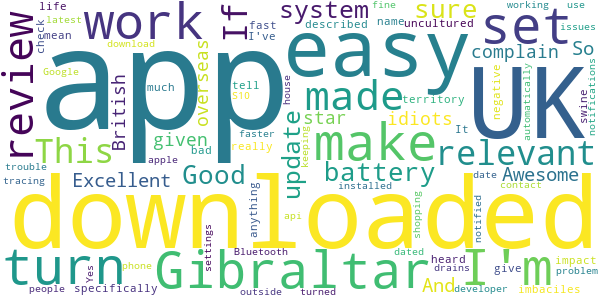 life
latest
mean
check
Google
download
review
work
British
fast
I've
much
bad
If
system
described
name
uncultured
overseas
S10
tell
faster
really
house
sure
fine
working
use
set
issues
complain
So
negative
swine
automatically
notifications
app
easy
UK
This
given
apple
trouble
tracing
Excellent
Good
anything
update
star
keeping
made
idiots
territory
It
make
relevant
battery
Awesome
installed
date
contact
downloaded
turn
people
Yes
specifically
phone
settings
Gibraltar
Bluetooth
outside
turned
api
shopping
notified
dated
heard
drains
give
I'm
And
developer
impact
problem
imbaciles